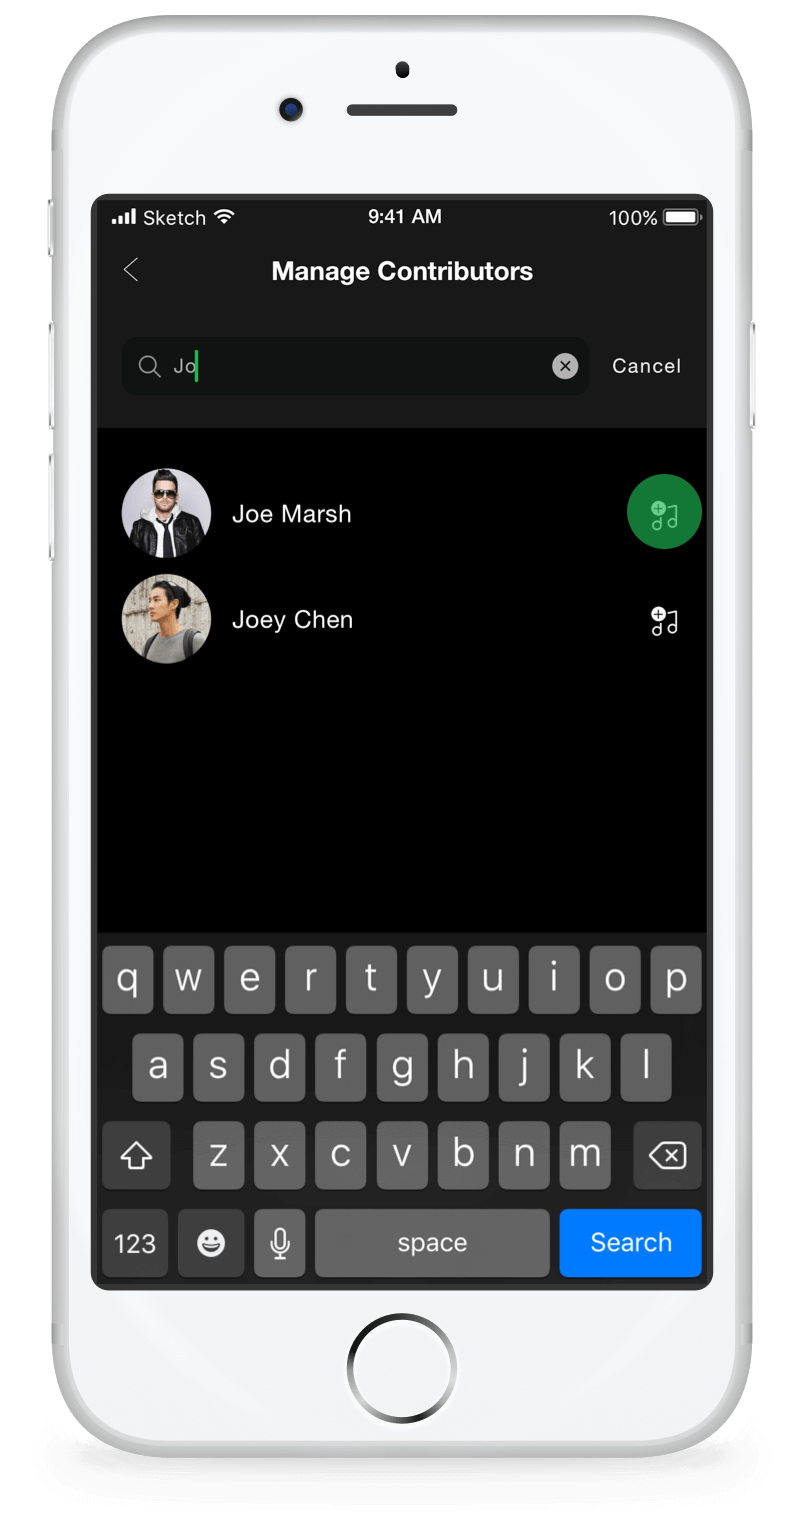 Sketch 9:41 AM 100%
Manage Contributors
Jo Cancel
Joe Marsh
Joey Chen
q w e r t y u i o p
a s d f g h j k l
z x c v b n m
123 space Search